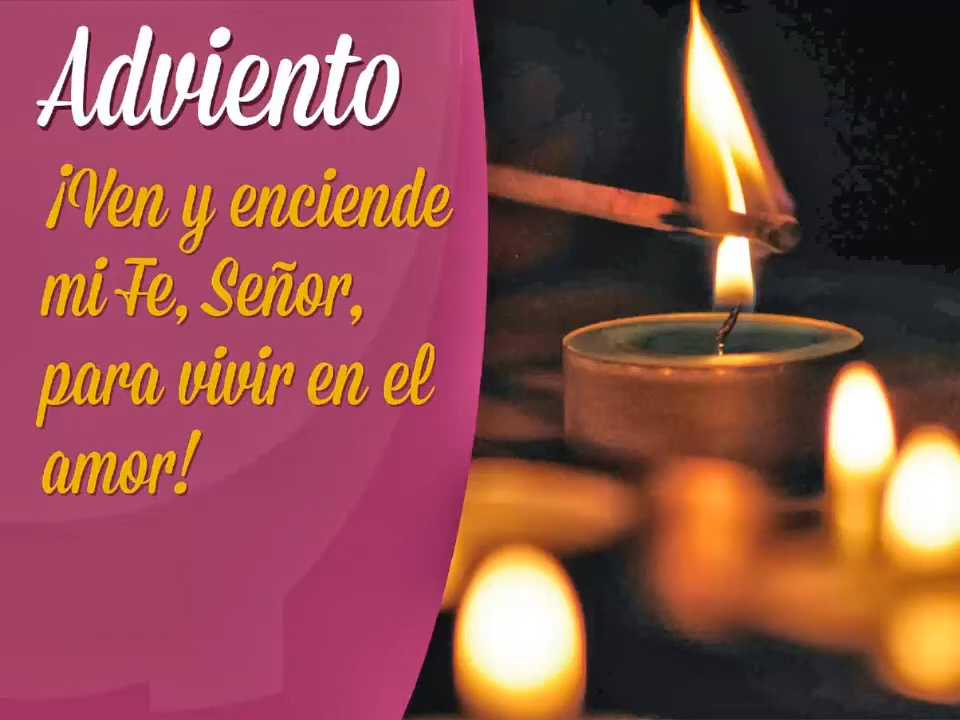 Adviento
¡Ven y enciende
mi Fe, Señor,
para vivir en el
amor!